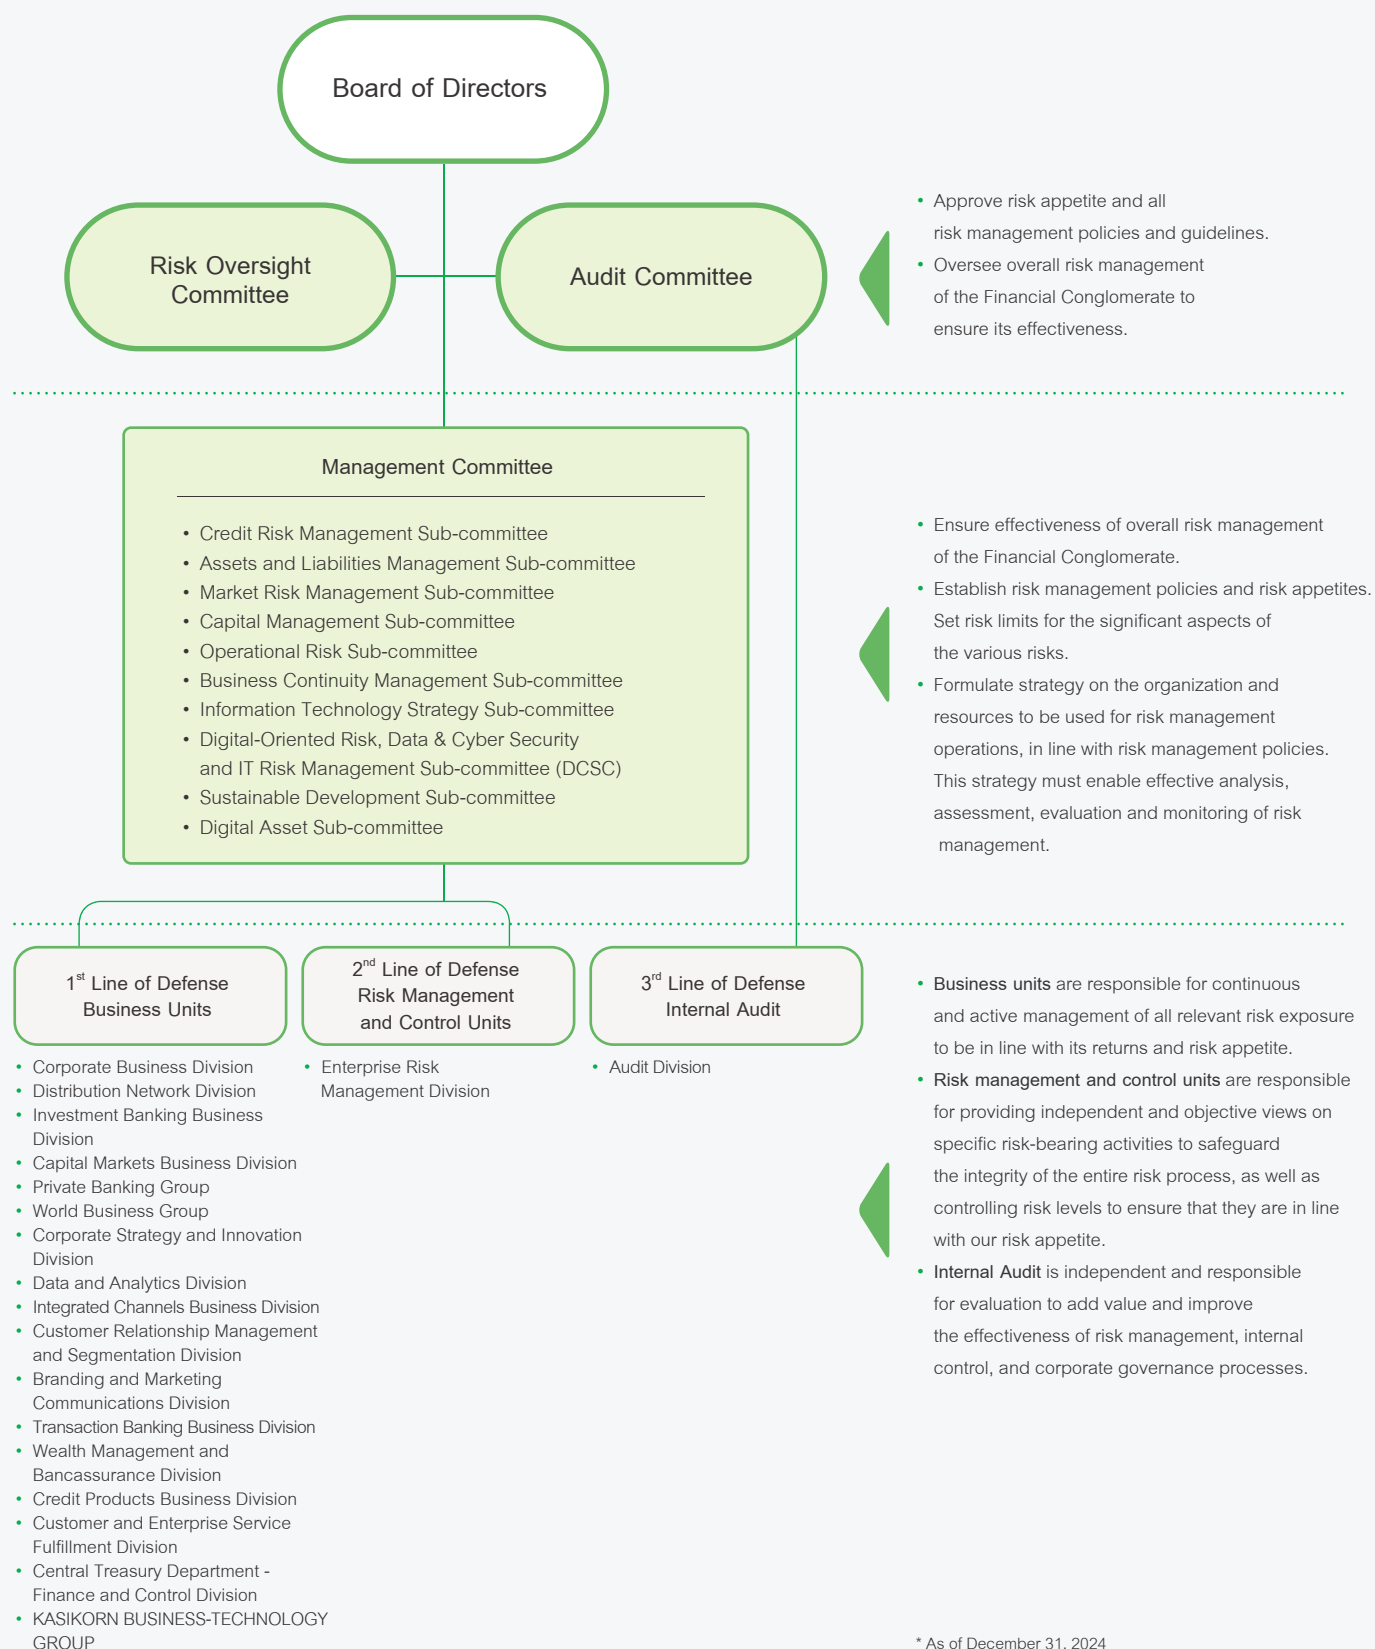 Board of Directors
Risk Oversight
Committee
Audit Committee
• Approve risk appetite and all
risk management policies and guidelines.
• Oversee overall risk management
of the Financial Conglomerate to
ensure its effectiveness.
Management Committee
• Credit Risk Management Sub-committee
• Assets and Liabilities Management Sub-committee
• Market Risk Management Sub-committee
• Capital Management Sub-committee
• Operational Risk Sub-committee
• Business Continuity Management Sub-committee
• Information Technology Strategy Sub-committee
• Digital-Oriented Risk, Data & Cyber Security
and IT Risk Management Sub-committee (DCSC)
• Sustainable Development Sub-committee
• Digital Asset Sub-committee
• Ensure effectiveness of overall risk management
of the Financial Conglomerate.
• Establish risk management policies and risk appetites.
Set risk limits for the significant aspects of
the various risks.
• Formulate strategy on the organization and
resources to be used for risk management
operations, in line with risk management policies.
This strategy must enable effective analysis,
assessment, evaluation and monitoring of risk
management.
1st Line of Defense
Business Units
• Corporate Business Division
• Distribution Network Division
• Investment Banking Business
Division
• Capital Markets Business Division
• Private Banking Group
• World Business Group
• Corporate Strategy and Innovation
Division
• Data and Analytics Division
• Integrated Channels Business Division
• Customer Relationship Management
and Segmentation Division
• Branding and Marketing
Communications Division
• Transaction Banking Business Division
• Wealth Management and
Bancassurance Division
• Credit Products Business Division
• Customer and Enterprise Service
Fulfillment Division
• Central Treasury Department -
Finance and Control Division
• KASIKORN BUSINESS-TECHNOLOGY
GROUP
2nd Line of Defense
Risk Management
and Control Units
• Enterprise Risk
Management Division
3rd Line of Defense
Internal Audit
• Audit Division
• Business units are responsible for continuous
and active management of all relevant risk exposure
to be in line with its returns and risk appetite.
• Risk management and control units are responsible
for providing independent and objective views on
specific risk-bearing activities to safeguard
the integrity of the entire risk process, as well as
controlling risk levels to ensure that they are in line
with our risk appetite.
• Internal Audit is independent and responsible
for evaluation to add value and improve
the effectiveness of risk management, internal
control, and corporate governance processes.
* As of December 31, 2024